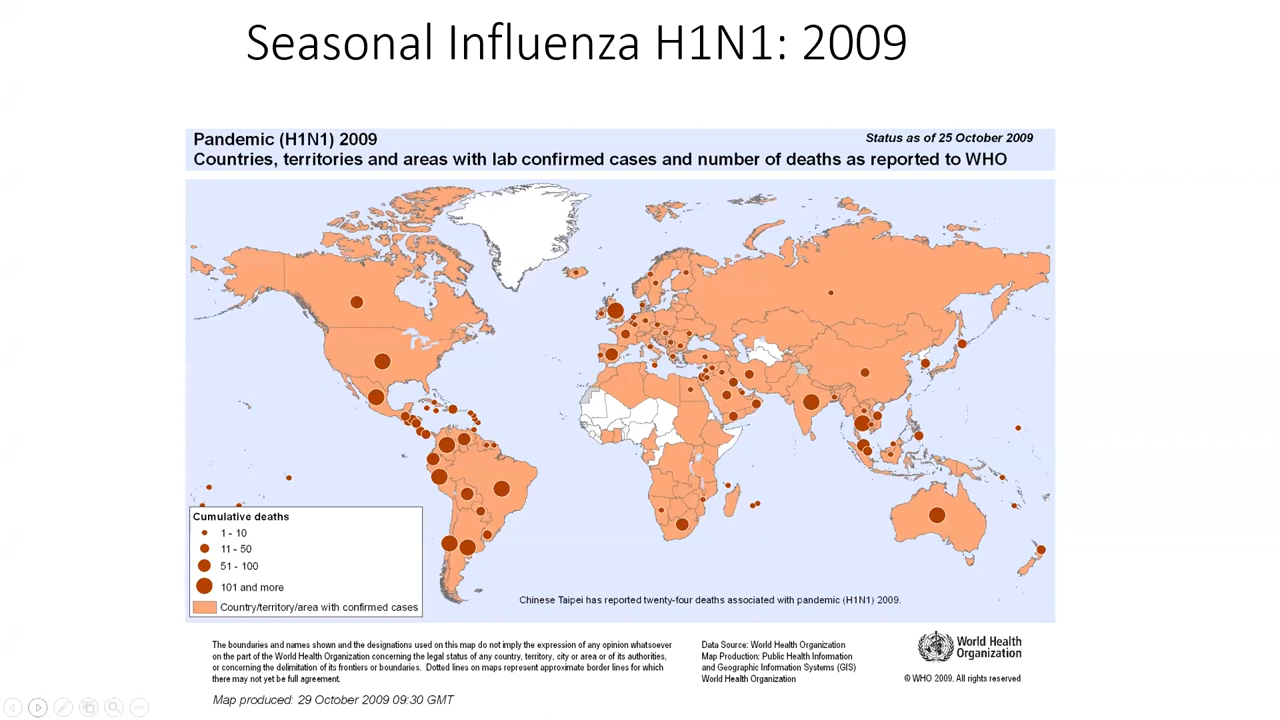 Seasonal Influenza H1N1: 2009
Pandemic (H1N1) 2009
Status as of 25 October 2009
Countries, territories and areas with lab confirmed cases and number of deaths as reported to WHO
Cumulative deaths
1 - 10
11 - 50
51 - 100
101 and more
Country/territory/area with confirmed cases
Chinese Taipei has reported twenty-four deaths associated with pandemic (H1N1) 2009.
The boundaries and names shown and the designations used on this map do not imply the expression of any opinion whatsoever
on the part of the World Health Organization concerning the legal status of any country, territory, city or area or of its authorities,
or concerning the delimitation of its frontiers or boundaries. Dotted lines on maps represent approximate border lines for which
there may not yet be full agreement.
Data Source: World Health Organization
Map Production: Public Health Information
and Geographic Information Systems (GIS)
World Health Organization
World Health
Organization
© WHO 2009. All rights reserved
Map produced: 29 October 2009 09:30 GMT